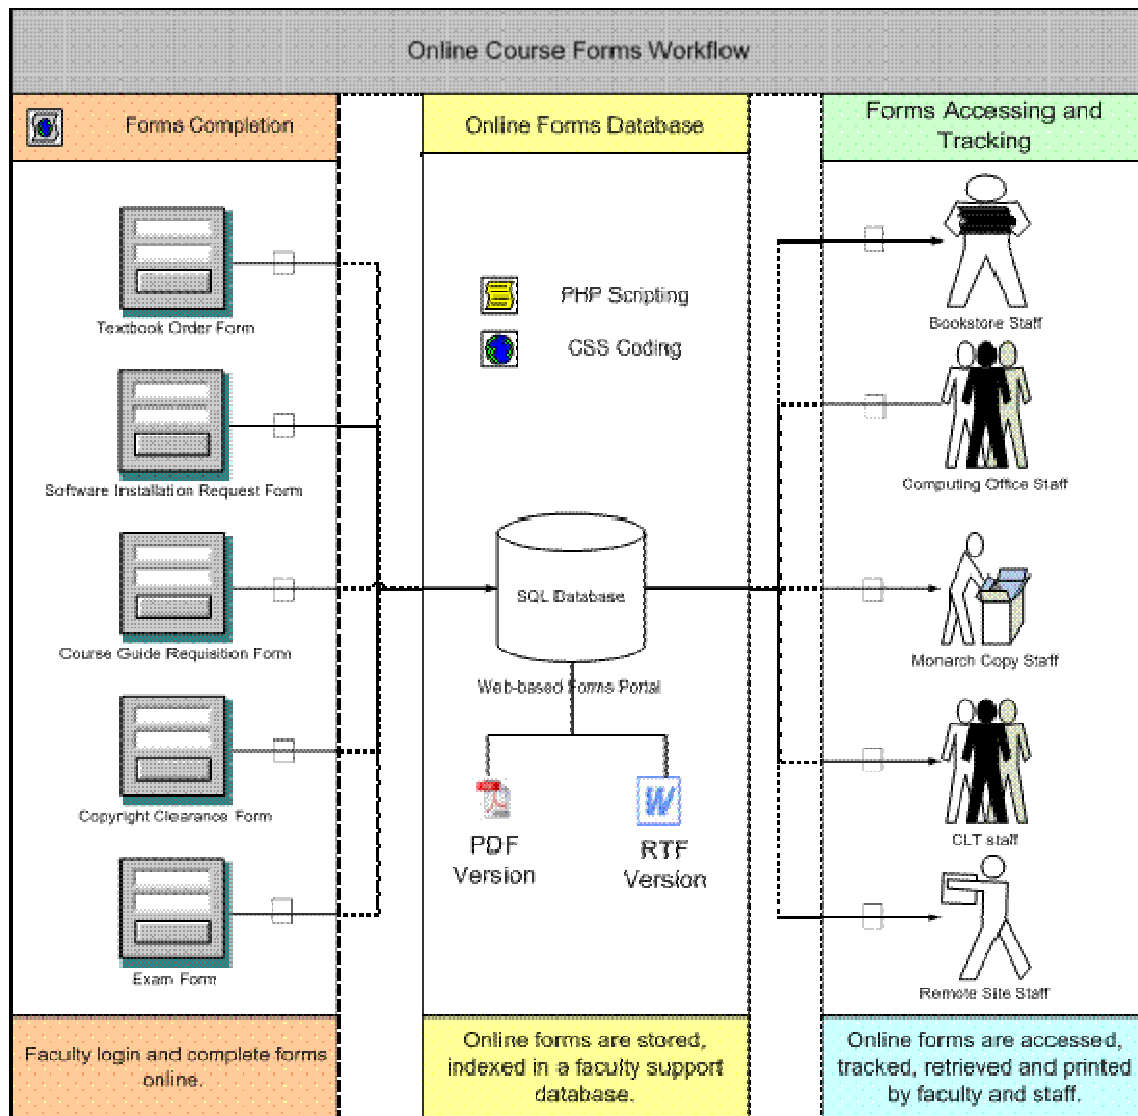 Online Course Forms Workflow
Forms Completion
Online Forms Database
Forms Accessing and
Tracking
Textbook Order Form
Software Installation Request Form
Course Guide Requisition Form
Copyright Clearance Form
Exam Form
Faculty login and complete forms
online.
PHP Scripting
CSS Coding
SQL Database
Web-based Forms Portal
PDF
Version
W
RTF
Version
Online forms are stored,
indexed in a faculty support
database.
Bookstore Staff
Computing Office Staff
Monarch Copy Staff
CLT staff
Remote Site Staff
Online forms are accessed,
tracked, retrieved and printed
by faculty and staff.